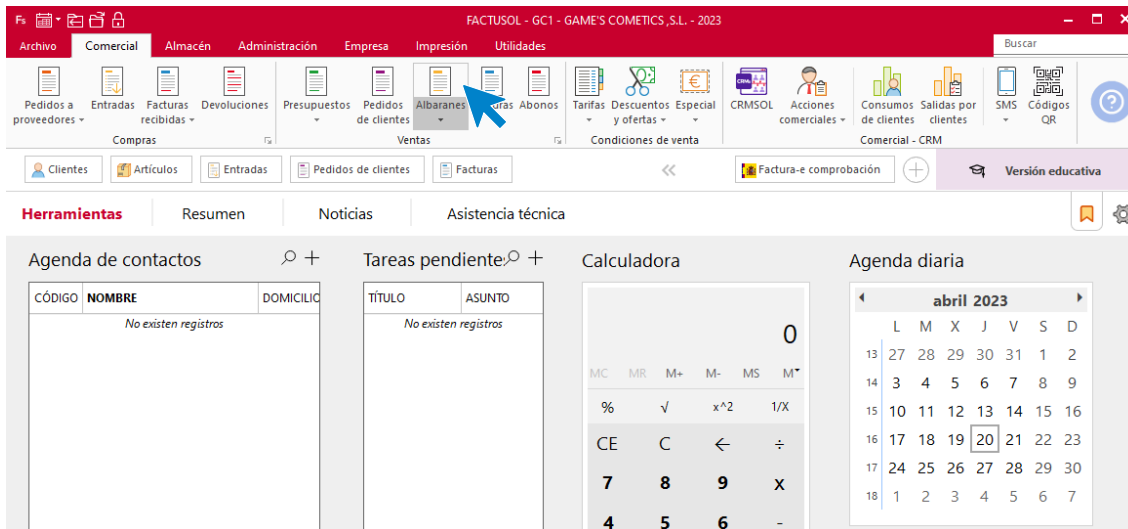 Fs
FACTUSOL - GC1 - GAME'S COMETICS ,S.L. - 2023
Archivo Comercial Almacén Administración Empresa Impresión Utilidades
Buscar
Pedidos a proveedores Entradas Facturas recibidas Devoluciones
Presupuestos Pedidos de clientes Albaranes Abonos
Tarifas Descuentos y ofertas Especial
CRMSOL Acciones comerciales Consumos de clientes Salidas por clientes SMS Códigos QR
Compras Ventas Condiciones de venta Comercial - CRM
Clientes Artículos Entradas Pedidos de clientes Facturas
Factura-e comprobación
Versión educativa
Herramientas Resumen Noticias Asistencia técnica
Agenda de contactos
CÓDIGO NOMBRE DOMICILIO
No existen registros
Tareas pendiente
TÍTULO ASUNTO
No existen registros
Calculadora
0
MC MR M+ M- MS M
% √ x^2 1/X
CE C ← ÷
7 8 9 x
4 5 6 -
Agenda diaria
abril 2023
L M X J V S D
13 27 28 29 30 31 1 2
14 3 4 5 6 7 8 9
15 10 11 12 13 14 15 16
16 17 18 19 20 21 22 23
17 24 25 26 27 28 29 30
18 1 2 3 4 5 6 7